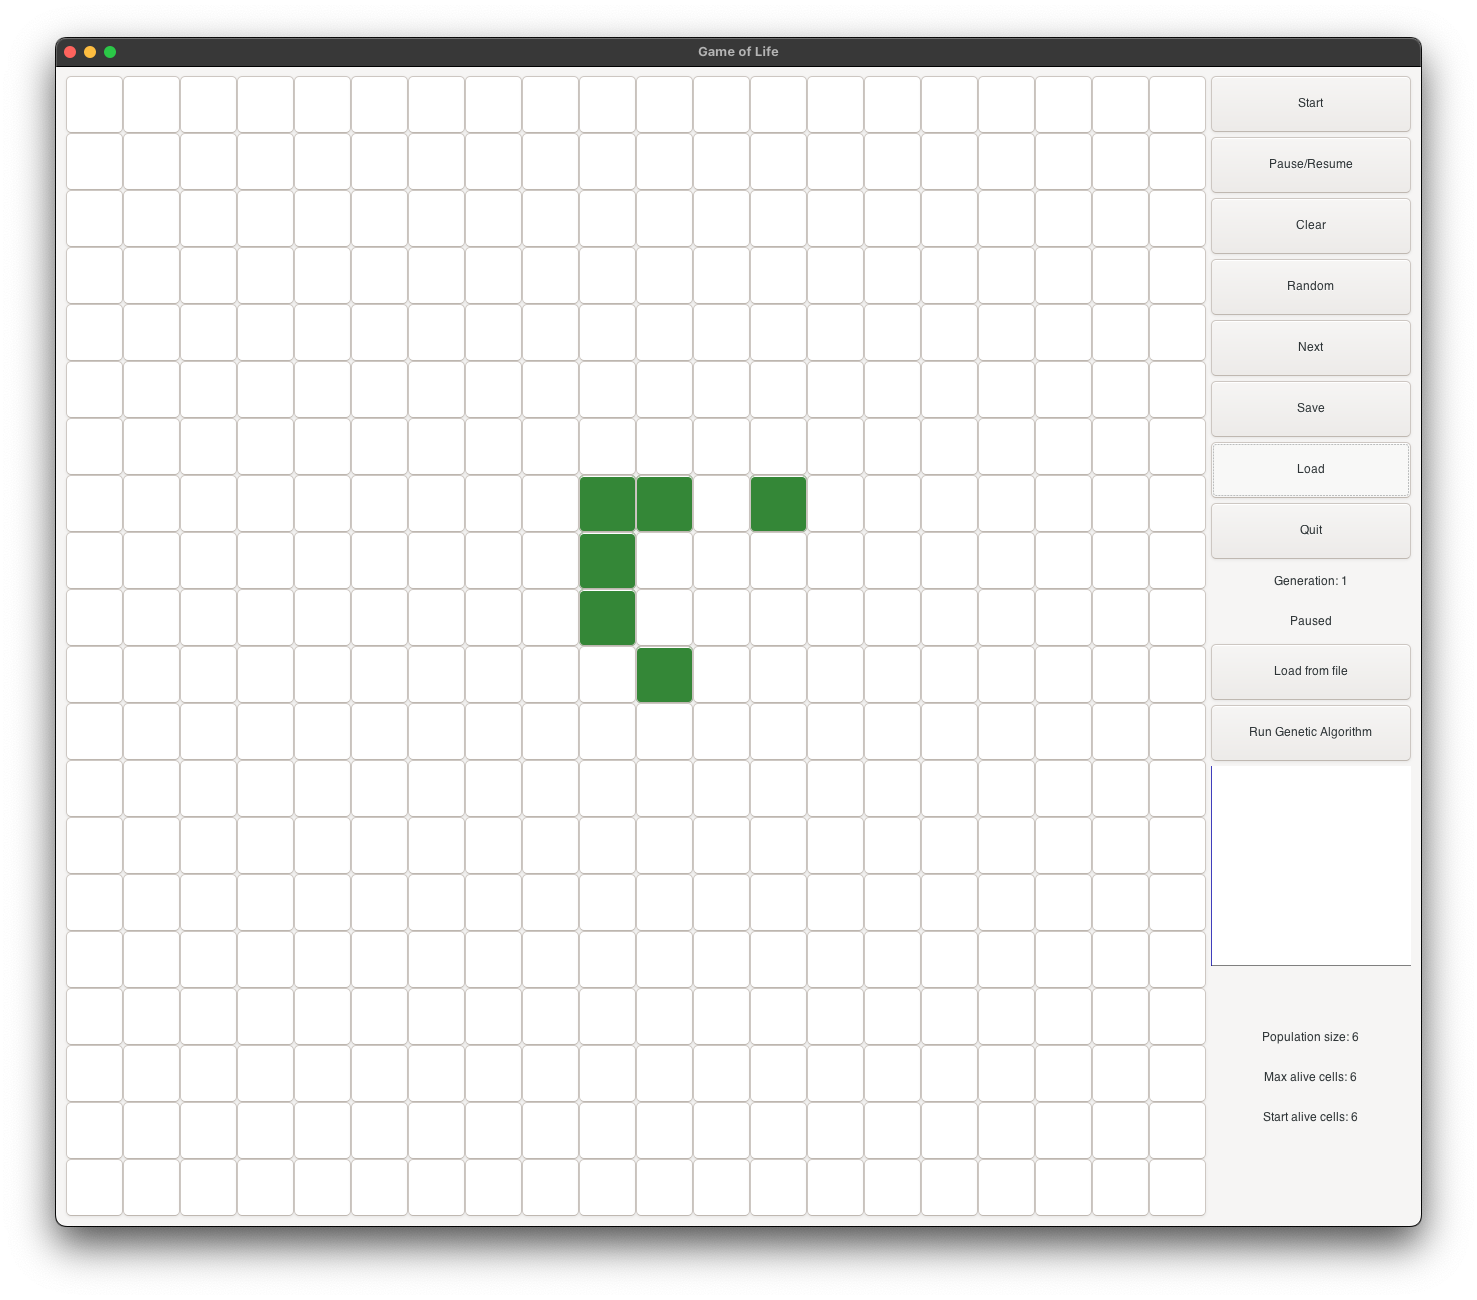 Game of Life
Start
Pause/Resume
Clear
Random
Next
Save
Load
Quit
Generation: 1
Paused
Load from file
Run Genetic Algorithm
Population size: 6
Max alive cells: 6
Start alive cells: 6